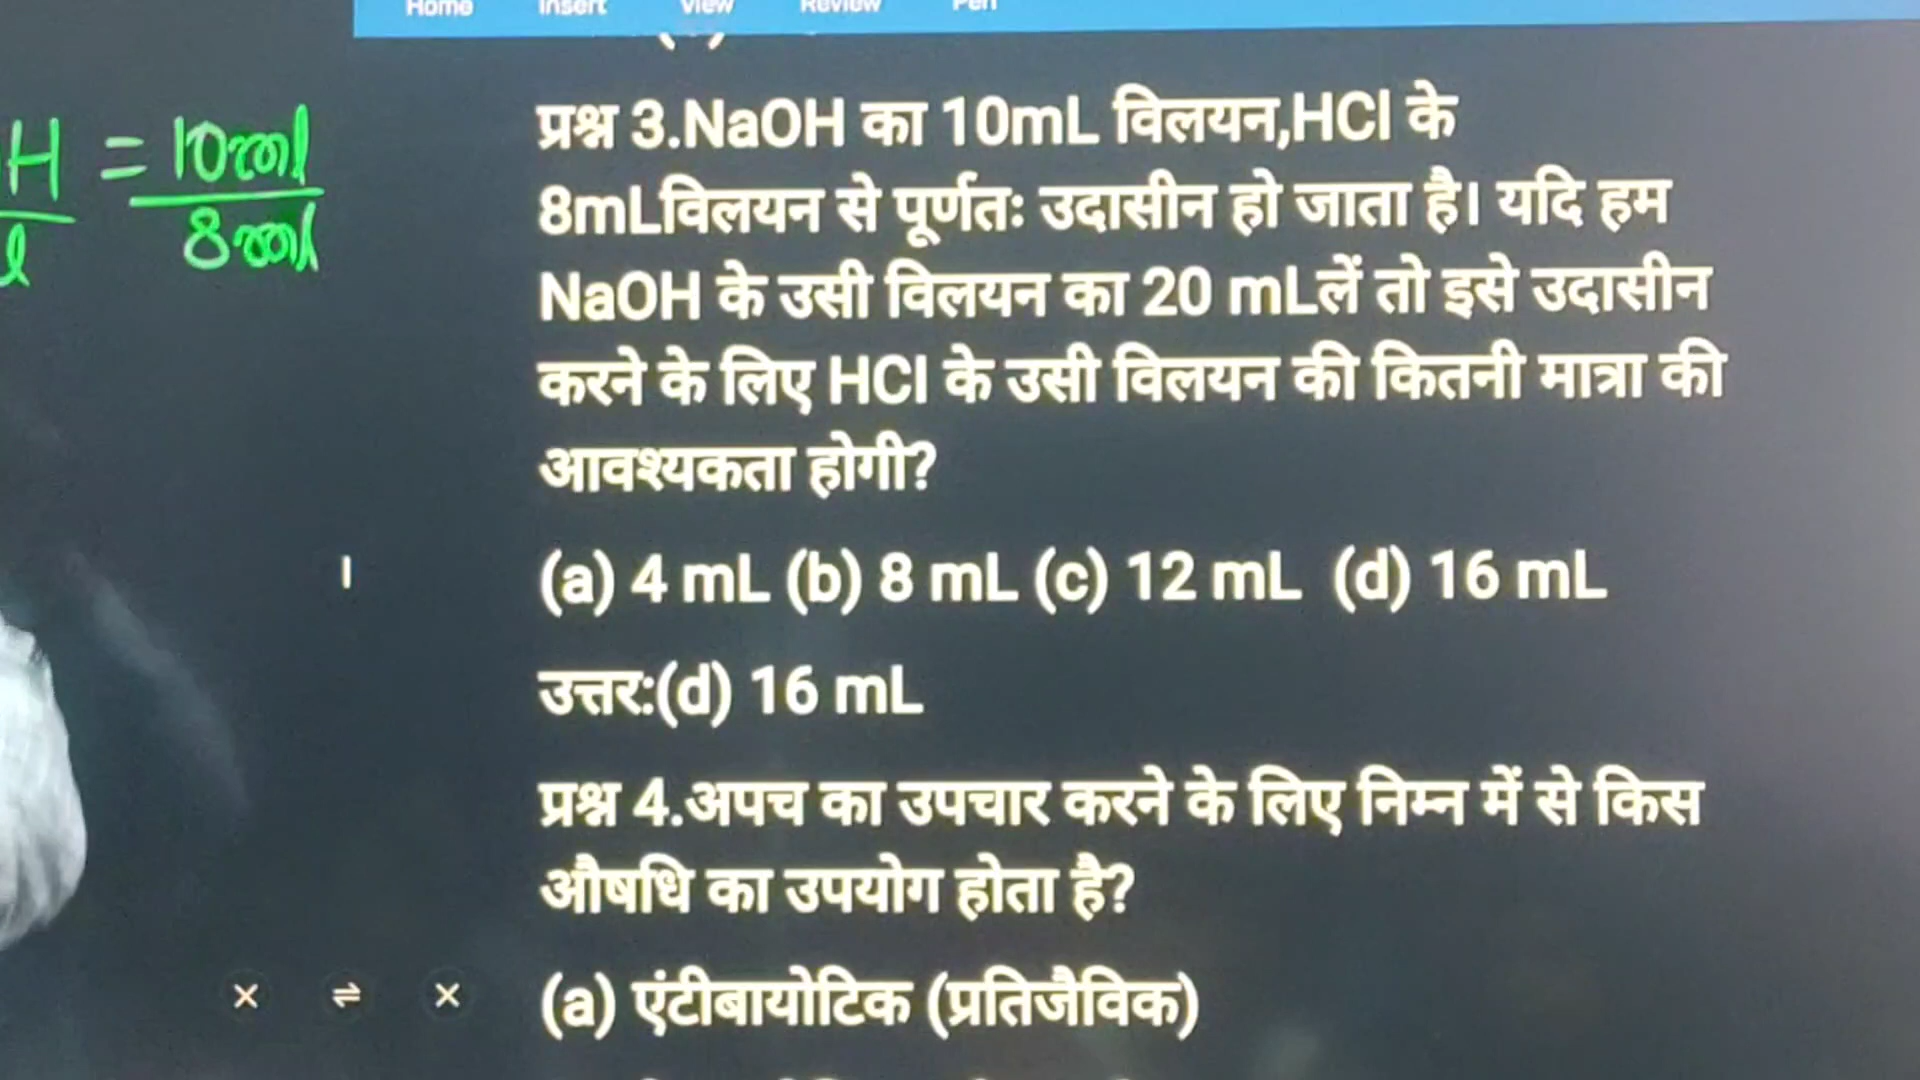 Home Insert View Review Pen
H = 10ml
8ml
प्रश्न 3.NaOH का 10mL विलयन,HCl के
8mLविलयन से पूर्णतः उदासीन हो जाता है। यदि हम
NaOH के उसी विलयन का 20 mLलें तो इसे उदासीन
करने के लिए HCl के उसी विलयन की कितनी मात्रा की
आवश्यकता होगी?
(a) 4 mL (b) 8 mL (c) 12 mL (d) 16 mL
उत्तर:(d) 16 mL
प्रश्न 4.अपच का उपचार करने के लिए निम्न में से किस
औषधि का उपयोग होता है?
(a) एंटीबायोटिक (प्रतिजैविक)